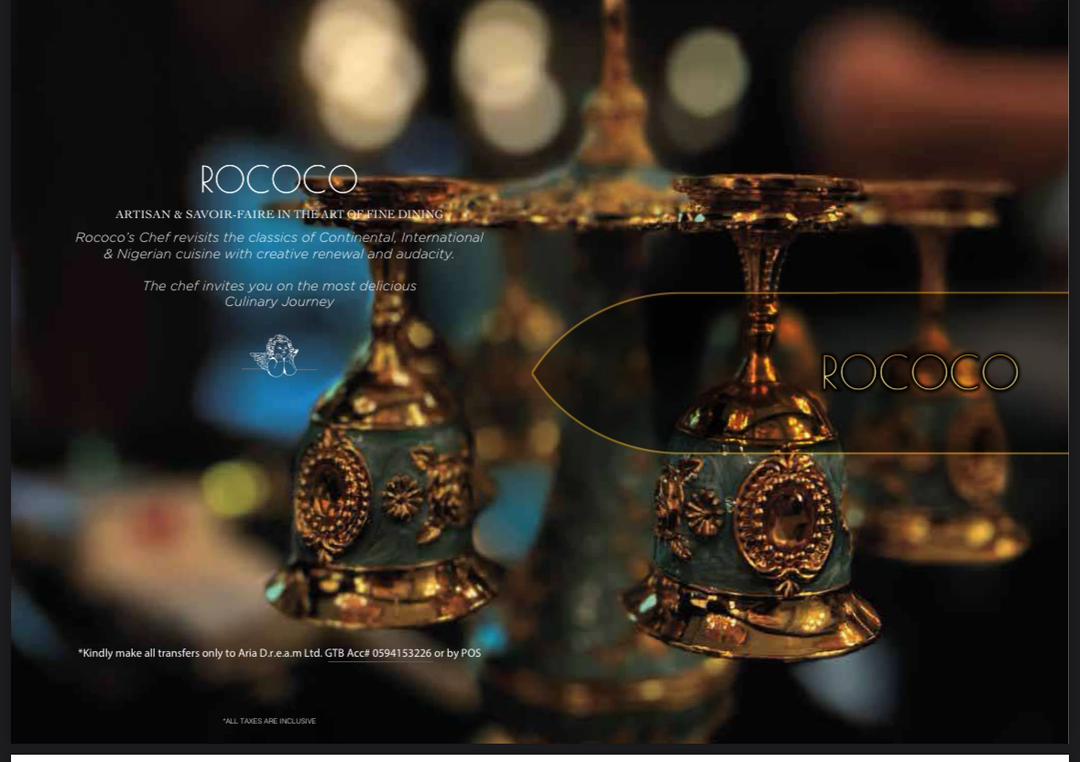 ROCOCO
ARTISAN & SAVOIR-FAIRE IN THE ART OF FINE DINING
Rococo's Chef revisits the classics of Continental, International
& Nigerian cuisine with creative renewal and audacity.
The chef invites you on the most delicious
Culinary Journey
ROCOCO
*Kindly make all transfers only to Aria D.r.e.a.m Ltd. GTB Acc# 0594153226 or by POS
*ALL TAXES ARE INCLUSIVE